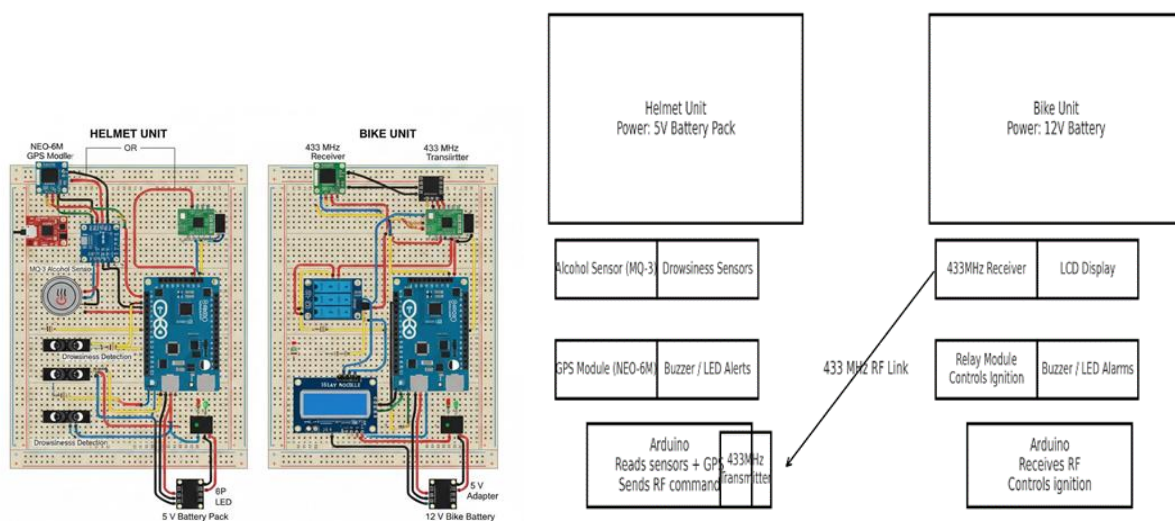 HELMET UNIT
OR
NEO-6M
GPS Modller
MQ-3 Alcohol Sensor
Drowsiness Detection
Drowsinesss Detection
6P
LED
5 V Battery Pack
BIKE UNIT
433 MHz
Receiver
433 MHz
Transiirtter
RELAY MODULE
5 V
Adapter
12 V Bike Battery
Helmet Unit
Power: 5V Battery Pack
Bike Unit
Power: 12V Battery
Alcohol Sensor (MQ-3)
Drowsiness Sensors
433MHz Receiver
LCD Display
GPS Module (NEO-6M)
Buzzer / LED Alerts
433 MHz RF Link
Relay Module
Controls Ignition
Buzzer / LED Alarms
Arduino
Reads sensors + GPS
Sends RF command
433MHz
Transmitter
Arduino
Receives RF
Controls ignition